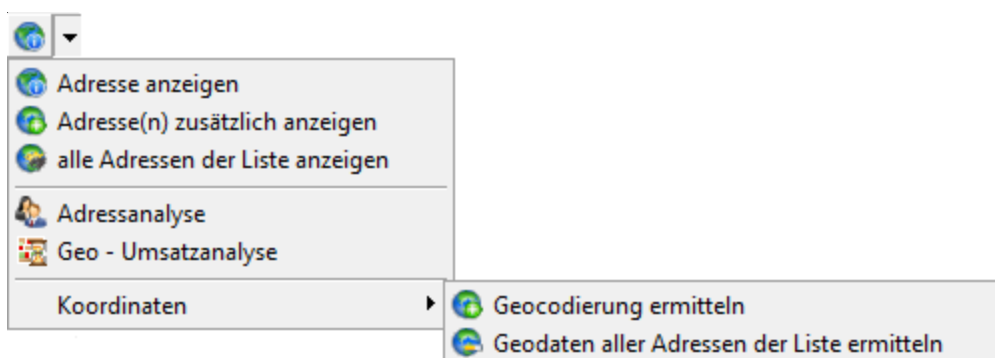 Adresse anzeigen
Adresse(n) zusätzlich anzeigen
alle Adressen der Liste anzeigen
Adressanalyse
Geo - Umsatzanalyse
Koordinaten
Geocodierung ermitteln
Geodaten aller Adressen der Liste ermitteln